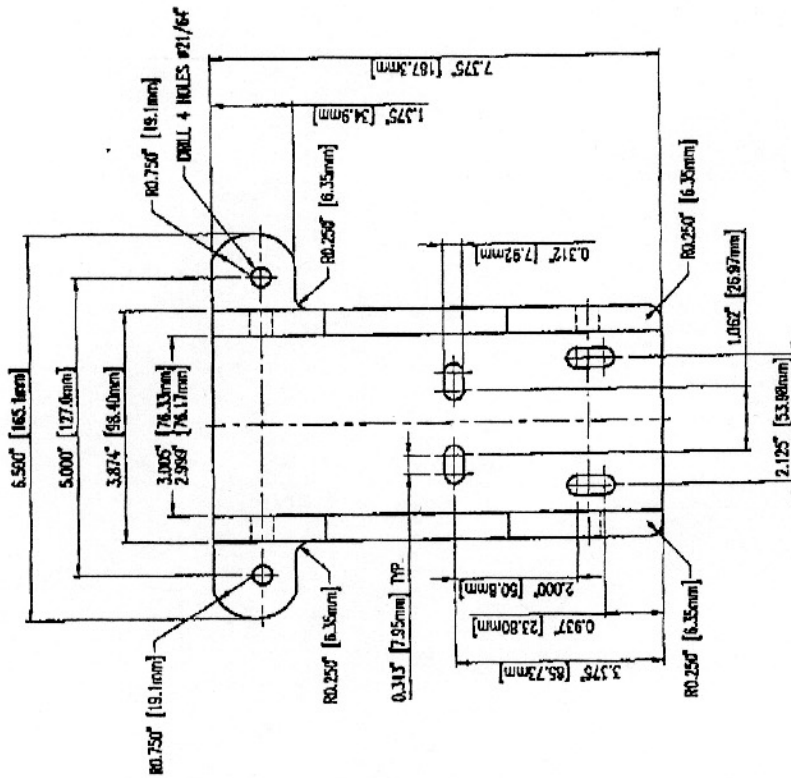 7.375" [187.3mm]
1.375" [34.9mm]
DRILL 4 HOLES ø21/64"
R0.750" [19.1mm]
R0.250" [6.35mm]
6.500" [165.1mm]
5.000" [127.0mm]
3.874" [98.40mm]
3.005" [76.33mm]
2.999" [76.17mm]
0.312" [7.92mm]
R0.250" [6.35mm]
1.062" [26.97mm]
2.125" [53.98mm]
R0.750" [19.1mm]
R0.250" [6.35mm]
0.313" [7.95mm] TYP.
2.000" [50.8mm]
0.937" [23.80mm]
3.375" [85.73mm]
R0.250" [6.35mm]